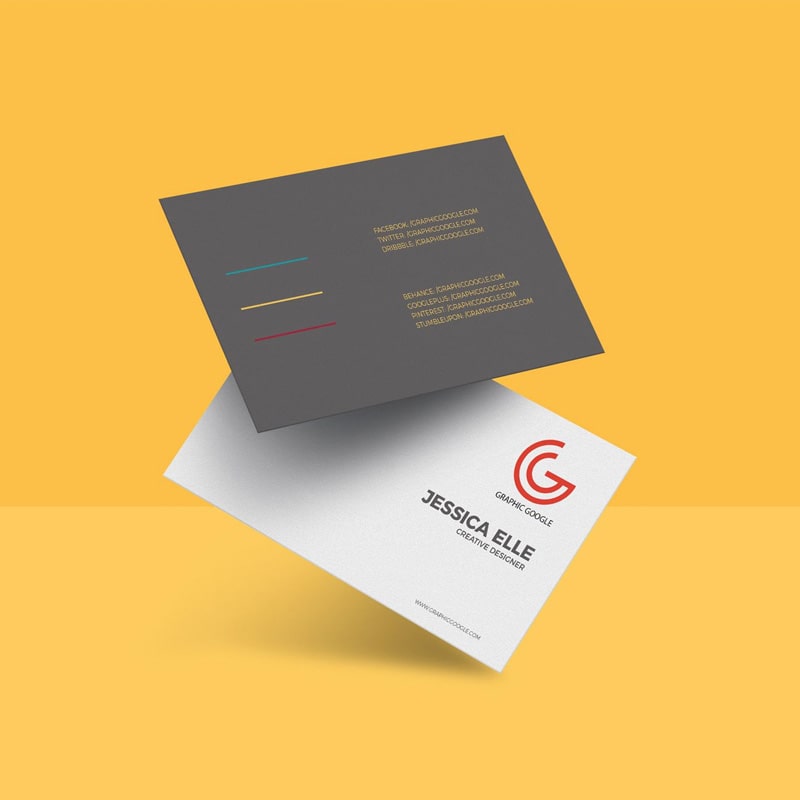 FACEBOOK: /GRAPHICGOOGLE.COM
TWITTER: /GRAPHICGOOGLE.COM
DRIBBBLE: /GRAPHICGOOGLE.COM
BEHANCE: /GRAPHICGOOGLE.COM
GOOGLEPLUS: /GRAPHICGOOGLE.COM
PINTEREST: /GRAPHICGOOGLE.COM
STUMBLEUPON: /GRAPHICGOOGLE.COM
GRAPHIC GOOGLE
JESSICA ELLE
CREATIVE DESIGNER
WWW.GRAPHICGOOGLE.COM